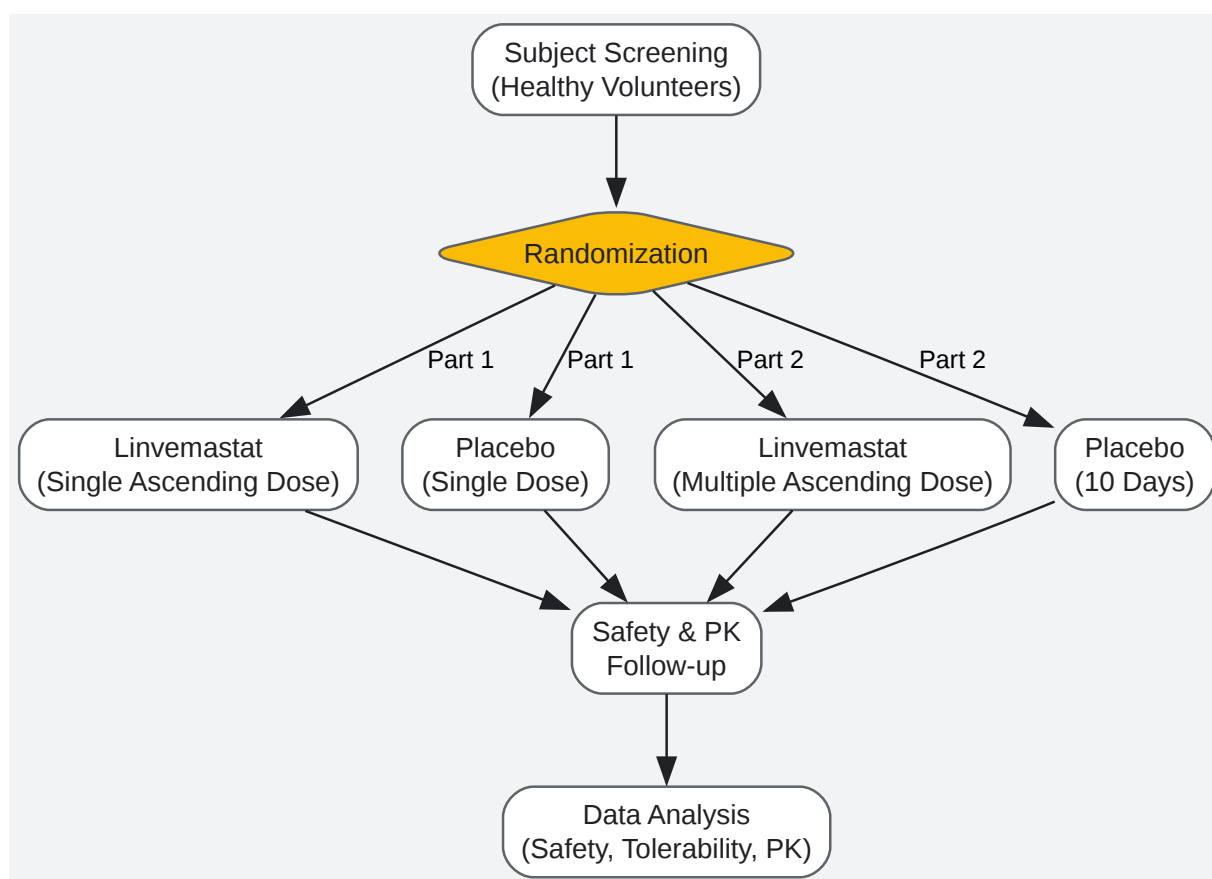 Subject Screening
(Healthy Volunteers)
Randomization
Part 1
Part 1
Part 2
Part 2
Linvemastat
(Single Ascending Dose)
Placebo
(Single Dose)
Linvemastat
(Multiple Ascending Dose)
Placebo
(10 Days)
Safety & PK
Follow-up
Data Analysis
(Safety, Tolerability, PK)